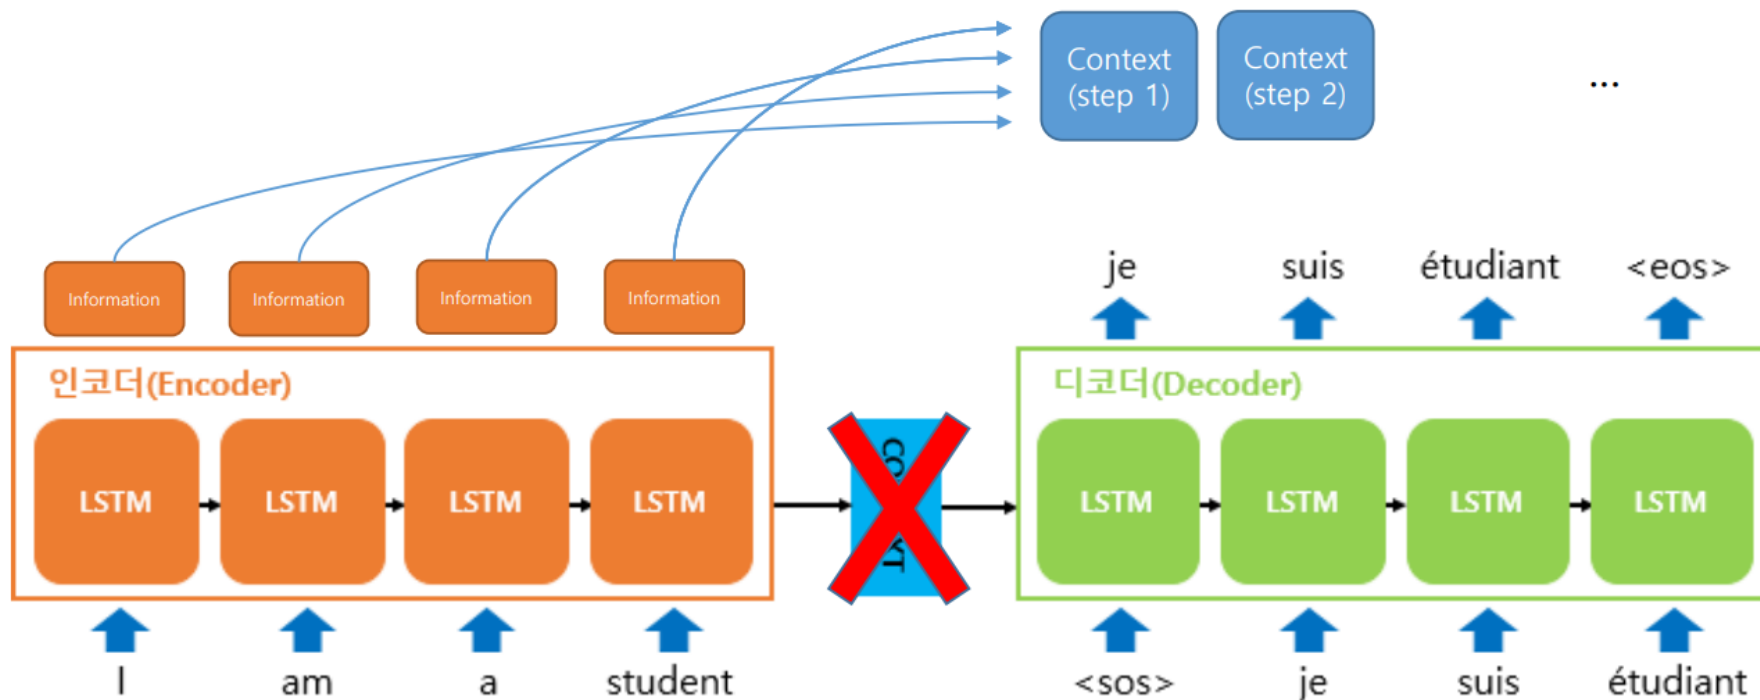 Context
(step 1)
Context
(step 2)
...
Information
Information
Information
Information
je
suis
étudiant
<eos>
인코더(Encoder)
디코더(Decoder)
LSTM
LSTM
LSTM
LSTM
LSTM
LSTM
LSTM
LSTM
I
am
a
student
<sos>
je
suis
étudiant